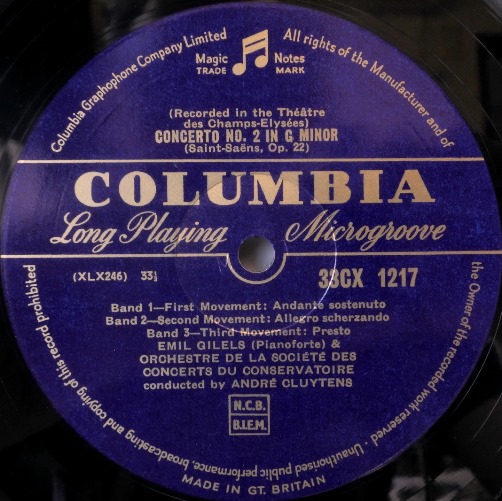 Columbia Graphophone Company Limited
Magic Notes
TRADE MARK
All rights of the Manufacturer and of
(Recorded in the Théâtre
des Champs-Elysées)
CONCERTO NO. 2 IN G MINOR
(Saint-Saëns, Op. 22)
COLUMBIA
Long Playing Microgroove
(XLX246) 33⅓
33CX 1217
Band 1—First Movement: Andante sostenuto
Band 2—Second Movement: Allegro scherzando
Band 3—Third Movement: Presto
EMIL GILELS (Pianoforte) &
ORCHESTRE DE LA SOCIÉTÉ DES
CONCERTS DU CONSERVATOIRE
conducted by ANDRÉ CLUYTENS
N.C.B.
B.I.E.M.
the Owner of the recorded work reserved · Unauthorised public performance, broadcasting and copying of this record prohibited
MADE IN GT. BRITAIN